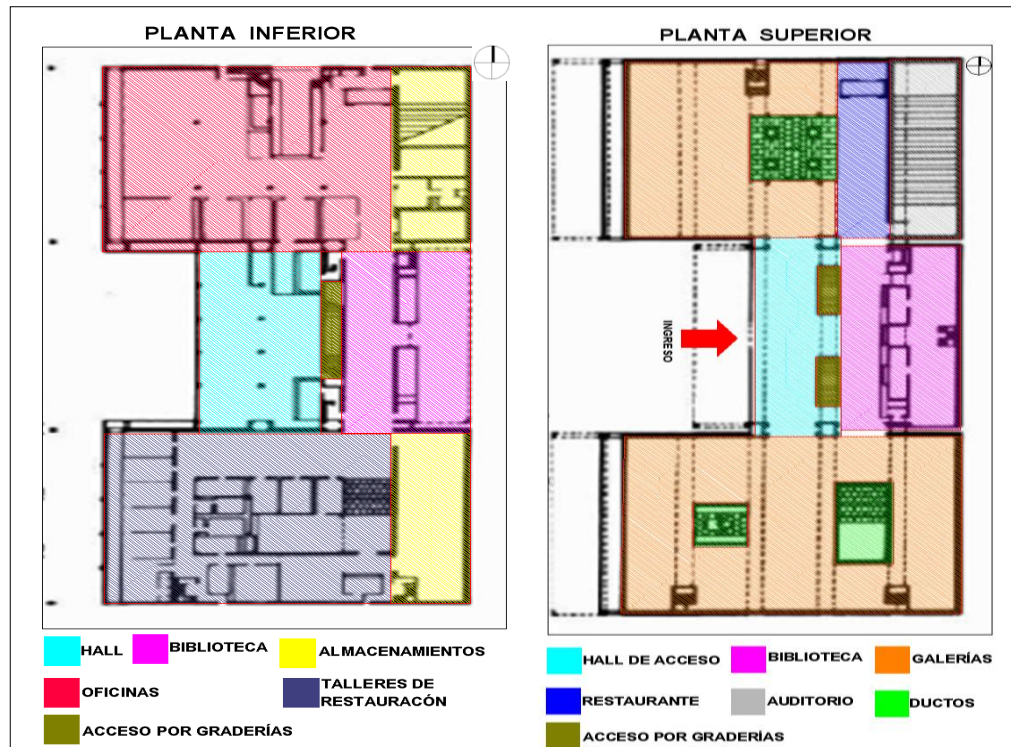 PLANTA INFERIOR
HALL
BIBLIOTECA
ALMACENAMIENTOS
OFICINAS
TALLERES DE
RESTAURACÓN
ACCESO POR GRADERÍAS
PLANTA SUPERIOR
INGRESO
HALL DE ACCESO
BIBLIOTECA
GALERÍAS
RESTAURANTE
AUDITORIO
DUCTOS
ACCESO POR GRADERÍAS